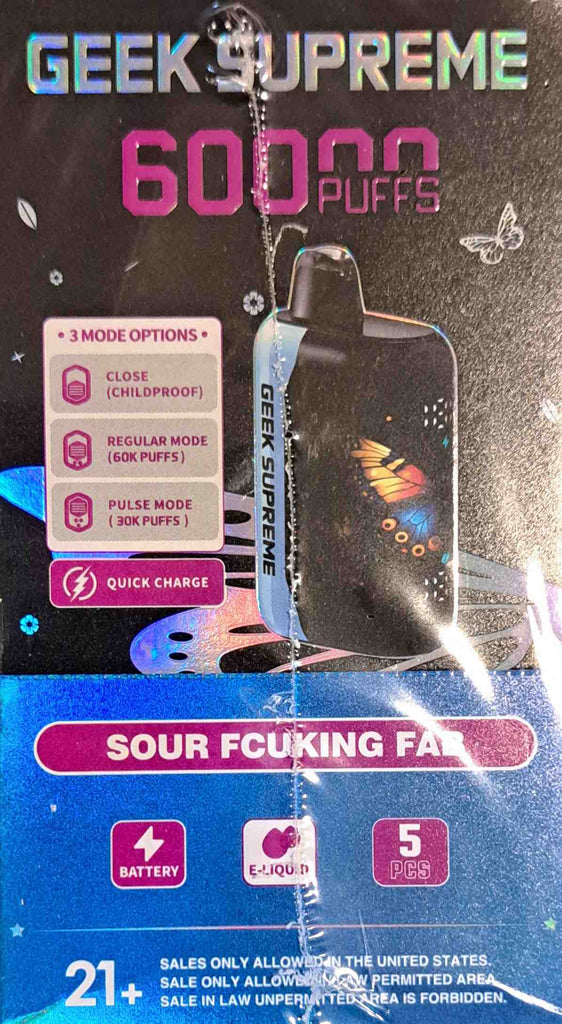 GEEK SUPREME
60000
PUFFS
• 3 MODE OPTIONS •
CLOSE
(CHILDPROOF)
REGULAR MODE
(60K PUFFS)
PULSE MODE
( 30K PUFFS )
QUICK CHARGE
GEEK SUPREME
SOUR FCUKING FAB
BATTERY
E-LIQUID
5
PCS
21+
SALES ONLY ALLOWED IN THE UNITED STATES.
SALE ONLY ALLOWED IN LAW PERMITTED AREA
SALE IN LAW UNPERMITTED AREA IS FORBIDDEN.